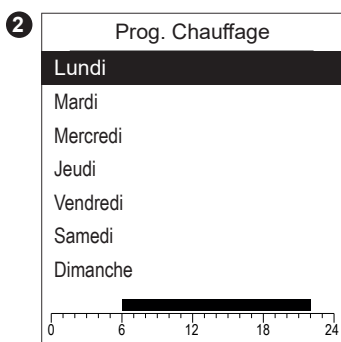 2
Prog. Chauffage
Lundi
Mardi
Mercredi
Jeudi
Vendredi
Samedi
Dimanche
0 6 12 18 24